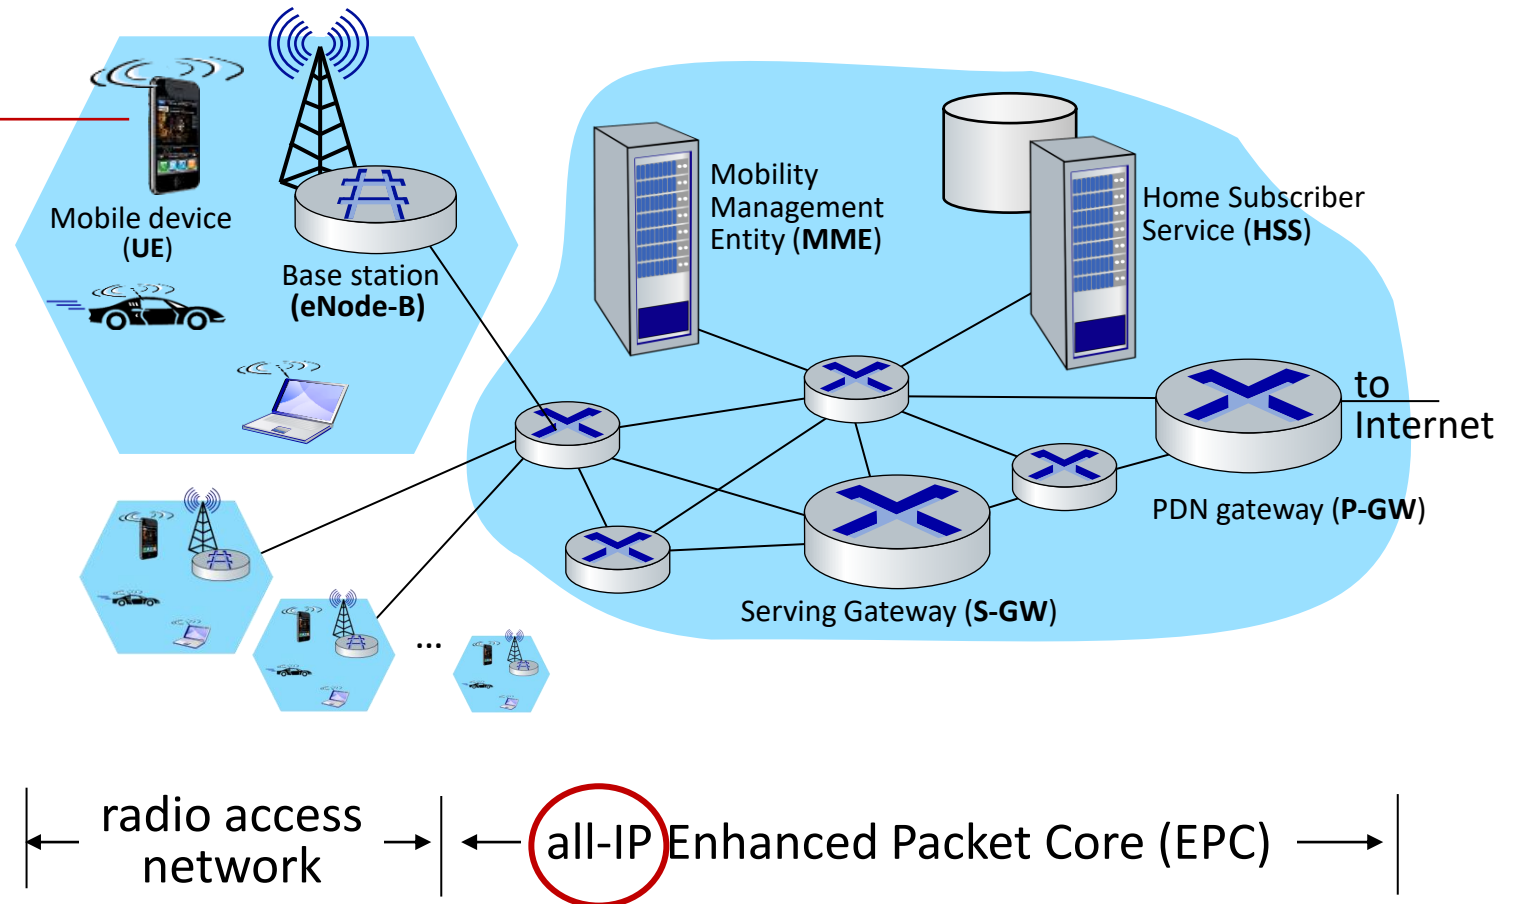 Mobile device
(UE)
Base station
(eNode-B)
Mobility
Management
Entity (MME)
Home Subscriber
Service (HSS)
to
Internet
PDN gateway (P-GW)
Serving Gateway (S-GW)
...
radio access
network
all-IP Enhanced Packet Core (EPC)